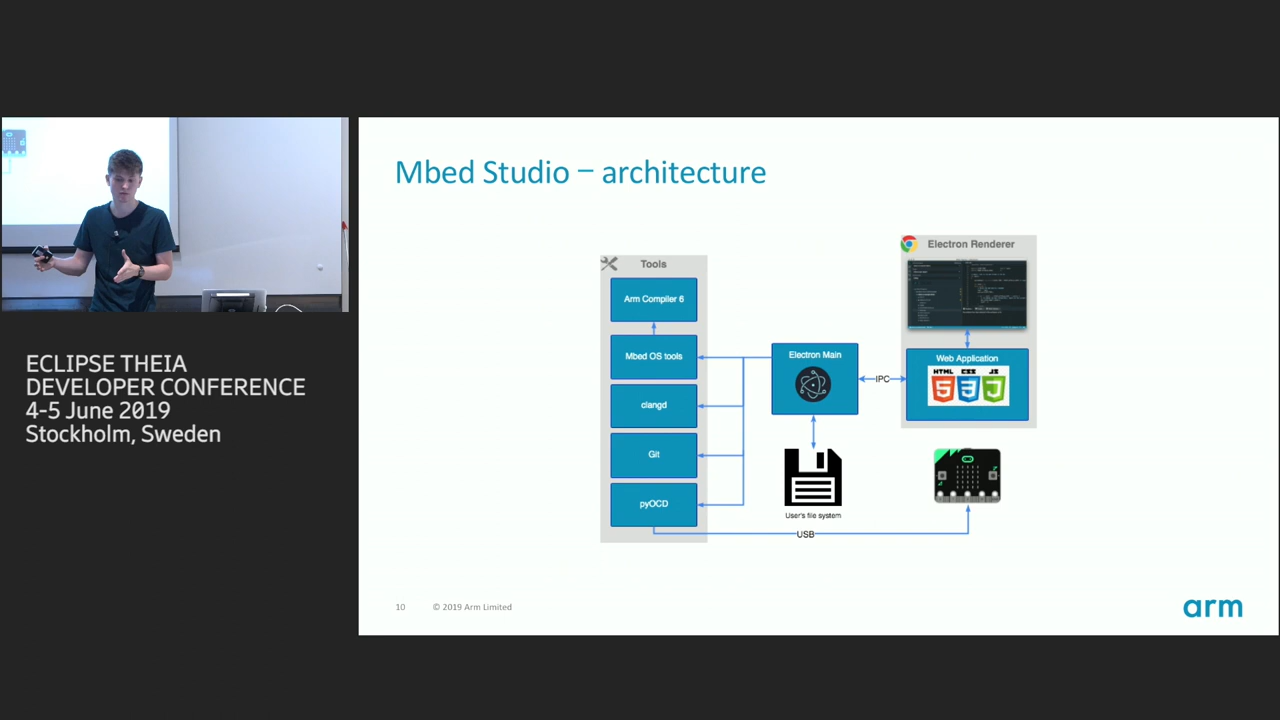 ECLIPSE THEIA
DEVELOPER CONFERENCE
4-5 June 2019
Stockholm, Sweden
Mbed Studio – architecture
Tools
Arm Compiler 6
Mbed OS tools
clangd
Git
pyOCD
Electron Main
User's file system
USB
IPC
Electron Renderer
Web Application
HTML CSS JS
5 3
10 © 2019 Arm Limited
arm